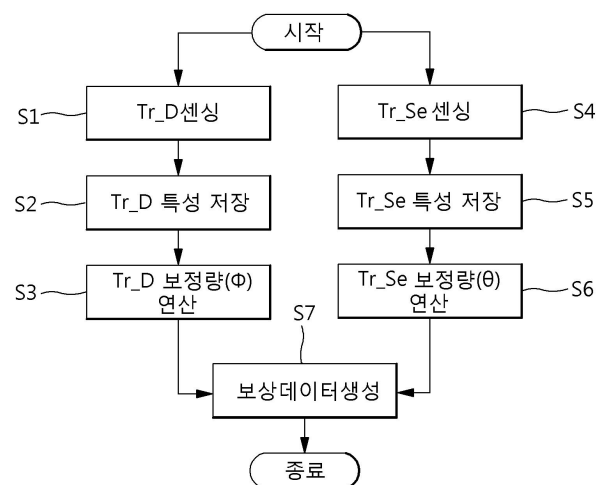 시작
S1
Tr_D센싱
Tr_Se 센싱
S4
S2
Tr_D 특성 저장
Tr_Se 특성 저장
S5
S3
Tr_D 보정량(Φ)
연산
Tr_Se 보정량(θ)
연산
S6
S7
보상데이터생성
종료